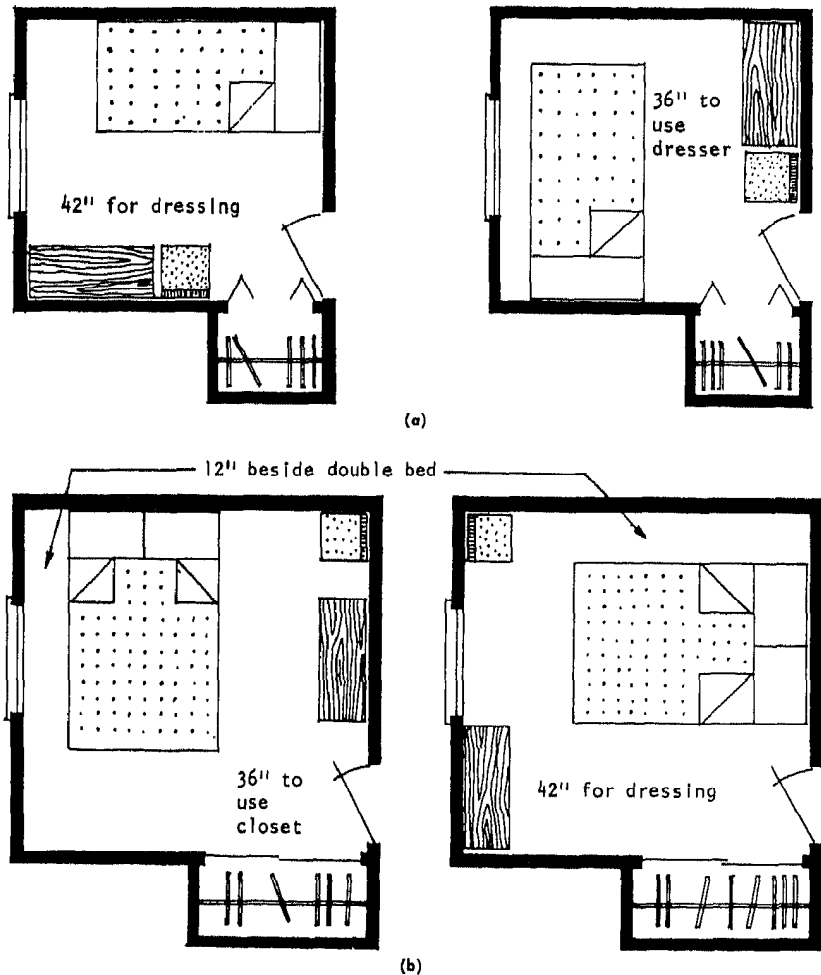 42" for dressing
36" to
use
dresser
(a)
12" beside double bed
36" to
use
closet
42" for dressing
(b)